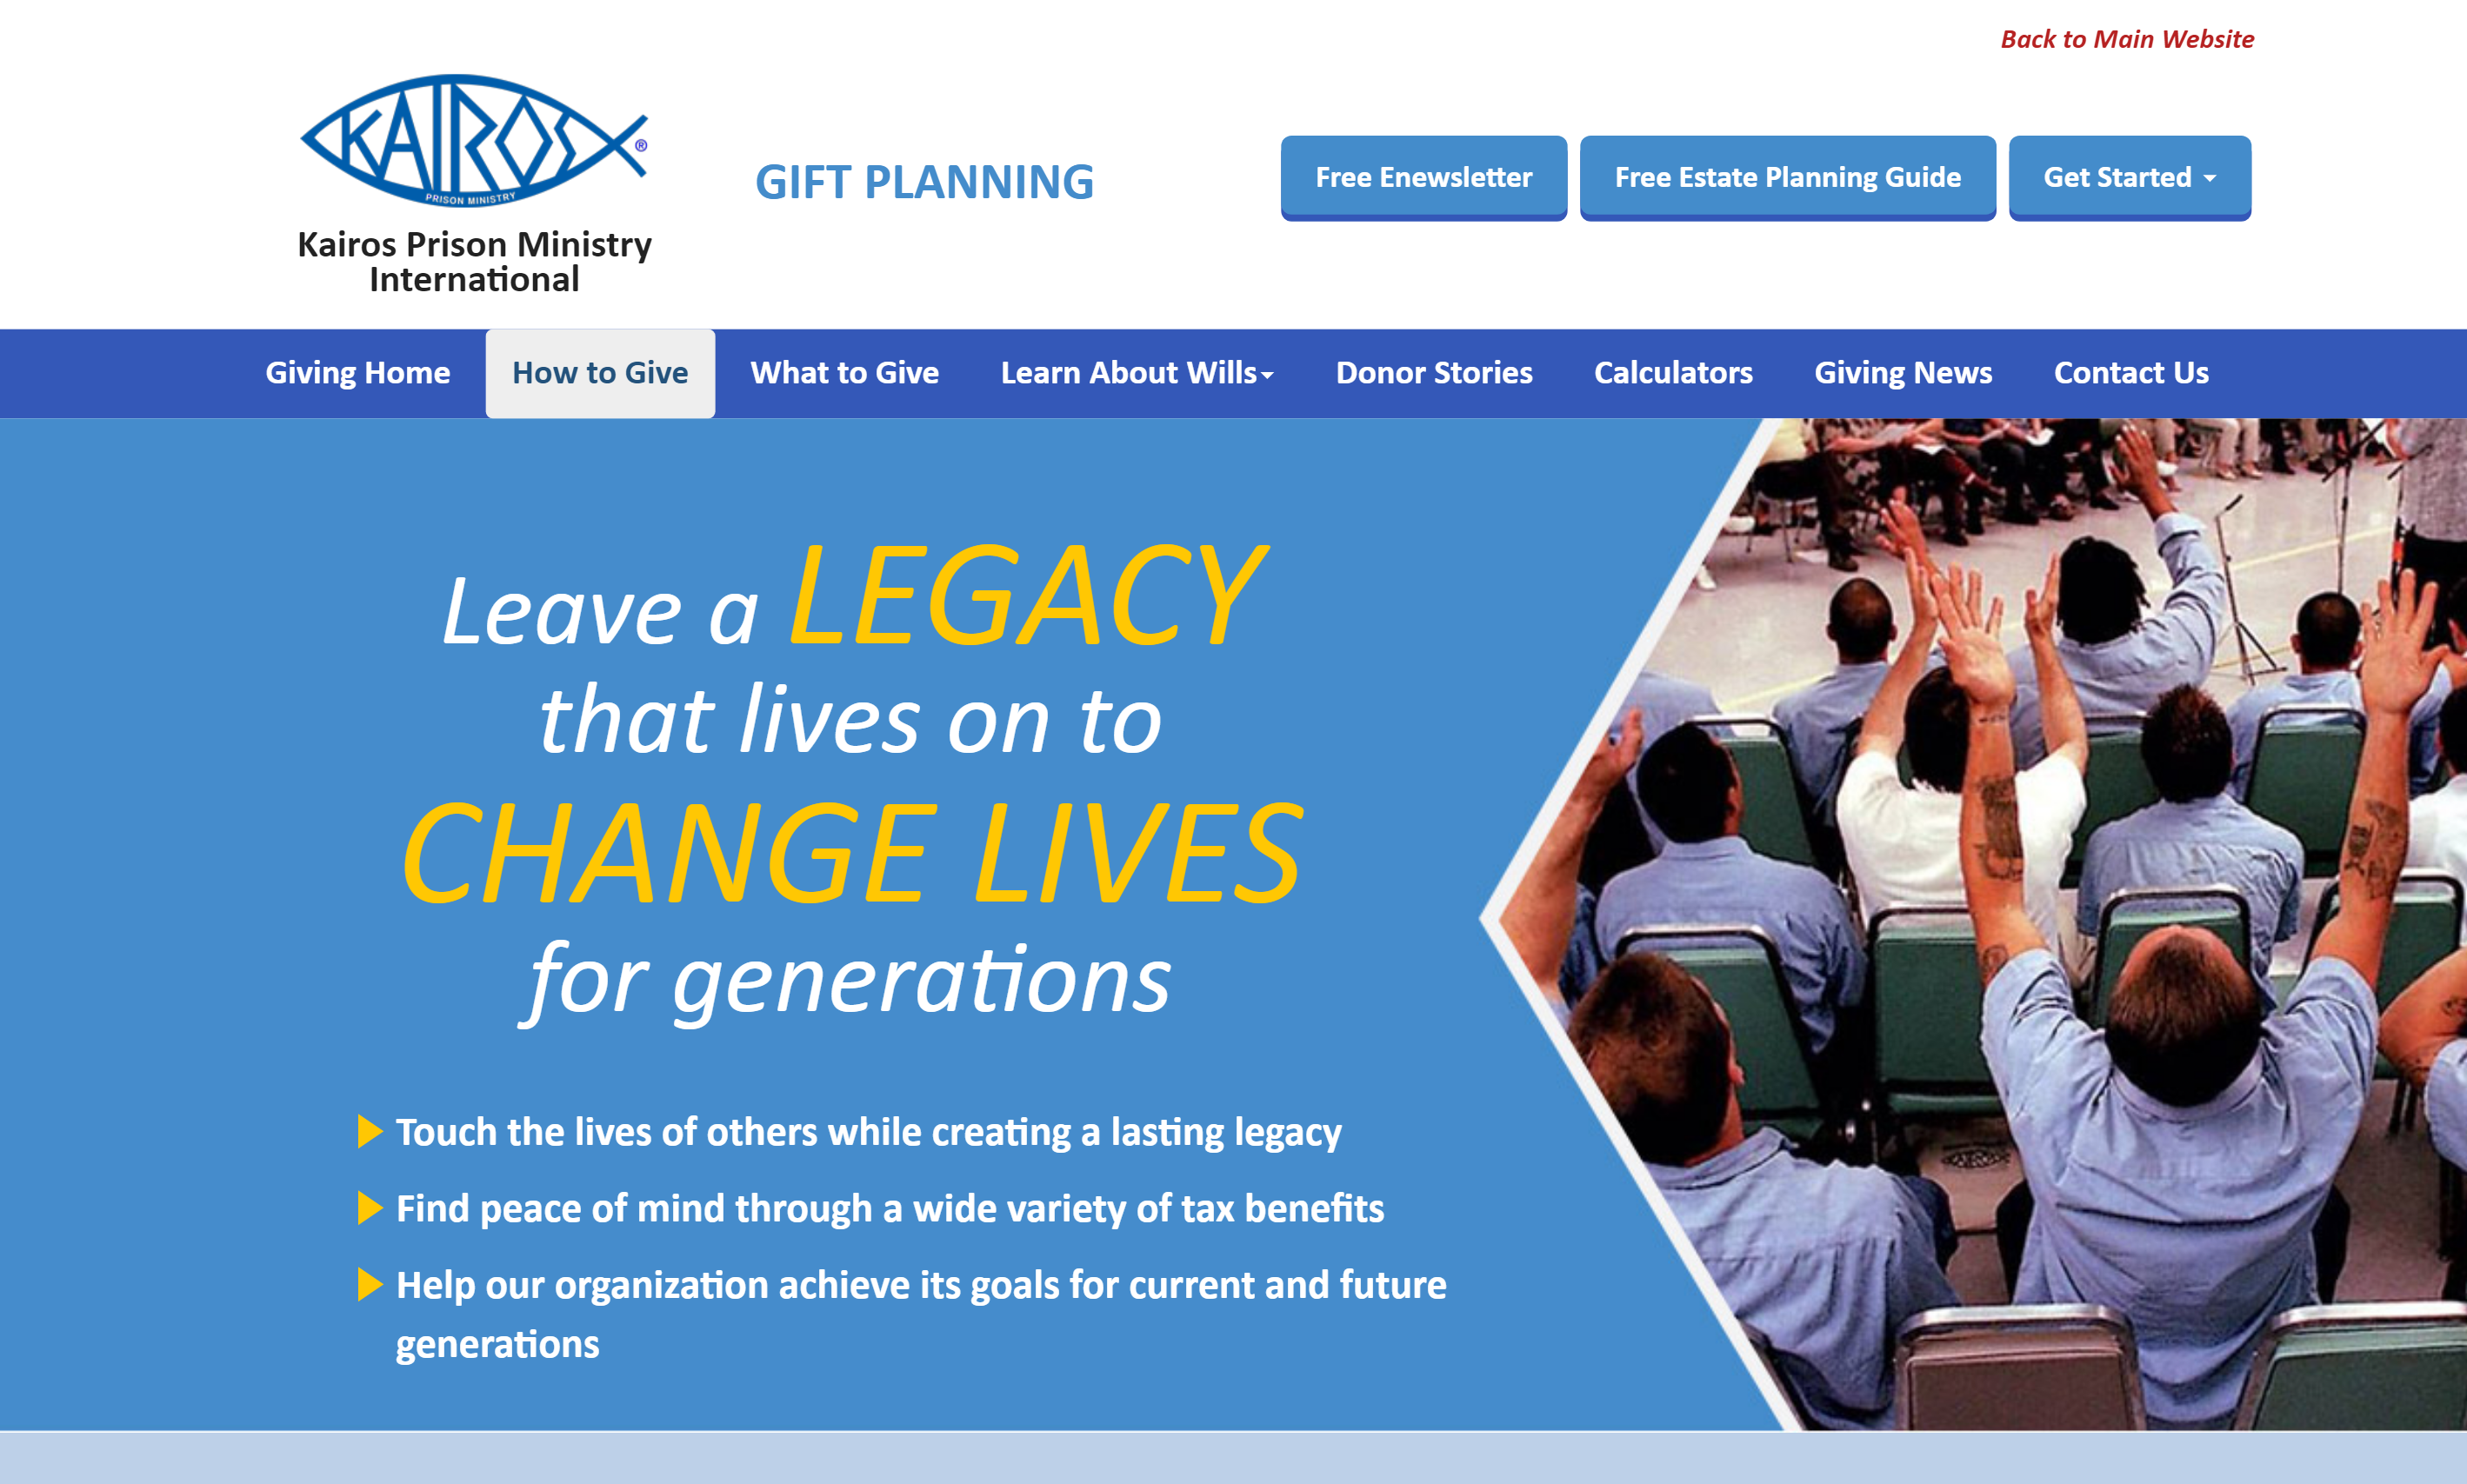 Back to Main Website
KAIROS®
PRISON MINISTRY
Kairos Prison Ministry
International
GIFT PLANNING
Free Enewsletter
Free Estate Planning Guide
Get Started
Giving Home
How to Give
What to Give
Learn About Wills
Donor Stories
Calculators
Giving News
Contact Us
Leave a LEGACY
that lives on to
CHANGE LIVES
for generations
Touch the lives of others while creating a lasting legacy
Find peace of mind through a wide variety of tax benefits
Help our organization achieve its goals for current and future
generations
KAIROS